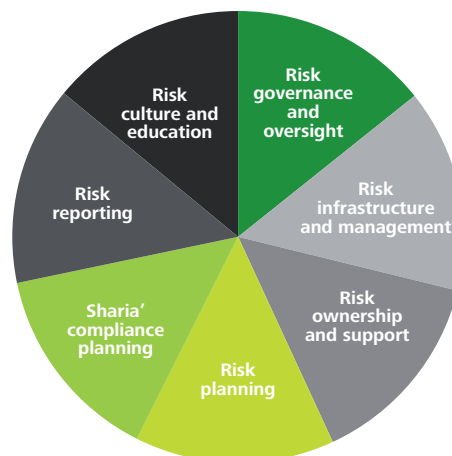 Risk
governance
and
oversight
Risk
infrastructure
and management
Risk
ownership
and support
Risk
planning
Sharia’
compliance
planning
Risk
reporting
Risk
culture and
education